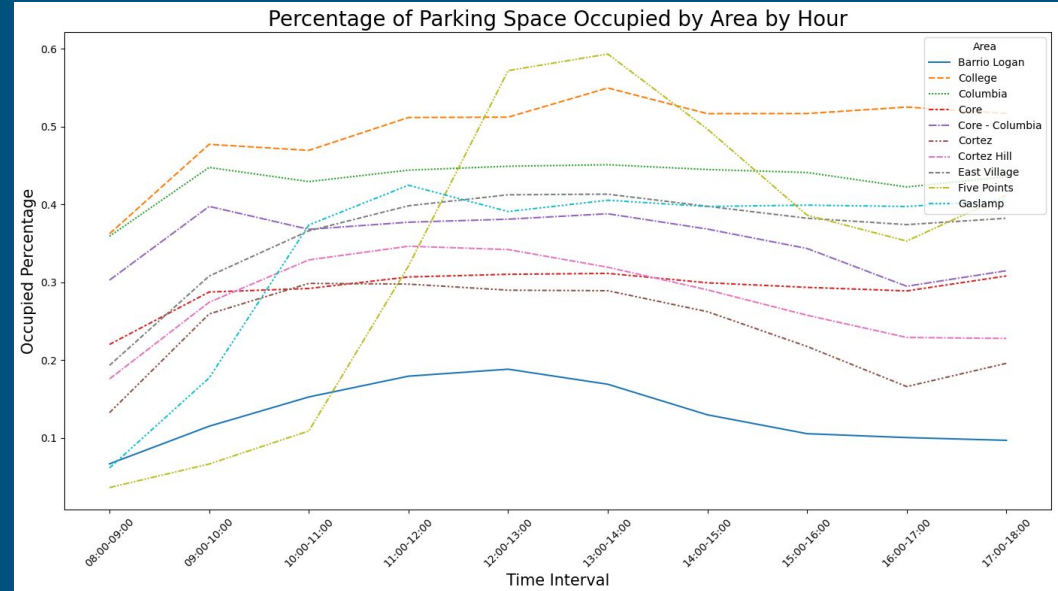 Percentage of Parking Space Occupied by Area by Hour
Occupied Percentage
0.6
0.5
0.4
0.3
0.2
0.1
Area
Barrio Logan
College
Columbia
Core
Core - Columbia
Cortez
Cortez Hill
East Village
Five Points
Gaslamp
08:00-09:00
09:00-10:00
10:00-11:00
11:00-12:00
12:00-13:00
13:00-14:00
14:00-15:00
15:00-16:00
16:00-17:00
17:00-18:00
Time Interval